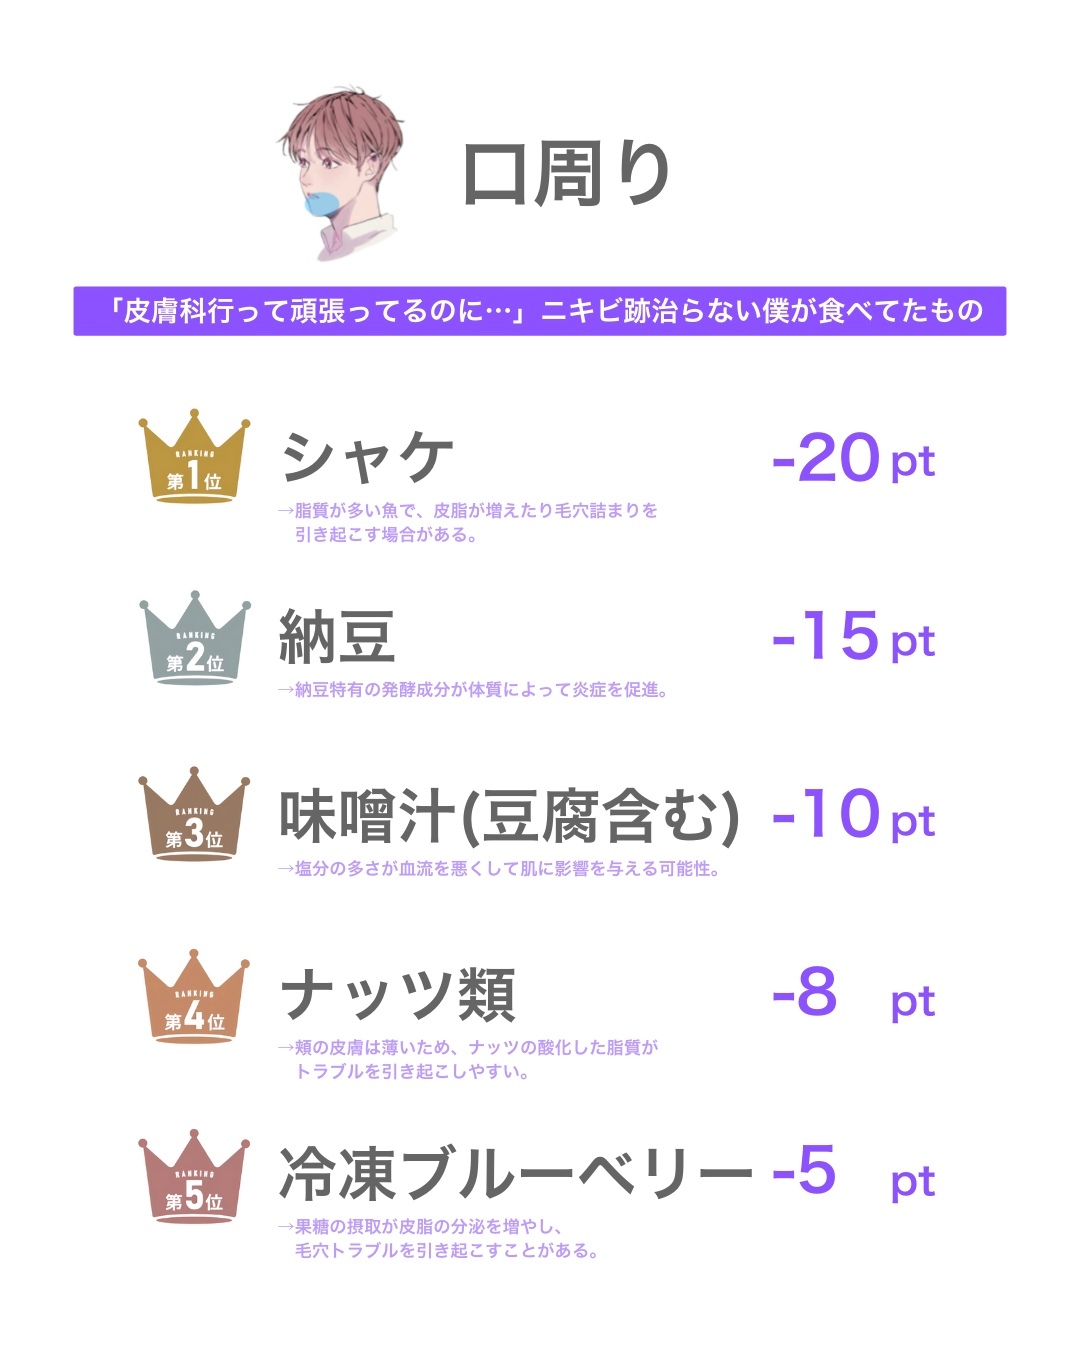 口周り
「皮膚科行って頑張ってるのに…」ニキビ跡治らない僕が食べてたもの
RANKING
第1位
シャケ
-20 pt
→脂質が多い魚で、皮脂が増えたり毛穴詰まりを
引き起こす場合がある。
RANKING
第2位
納豆
-15 pt
→納豆特有の発酵成分が体質によって炎症を促進。
RANKING
第3位
味噌汁(豆腐含む)
-10 pt
→塩分の多さが血流を悪くして肌に影響を与える可能性。
RANKING
第4位
ナッツ類
-8 pt
→頬の皮膚は薄いため、ナッツの酸化した脂質が
トラブルを引き起こしやすい。
RANKING
第5位
冷凍ブルーベリー
-5 pt
→果糖の摂取が皮脂の分泌を増やし、
毛穴トラブルを引き起こすことがある。